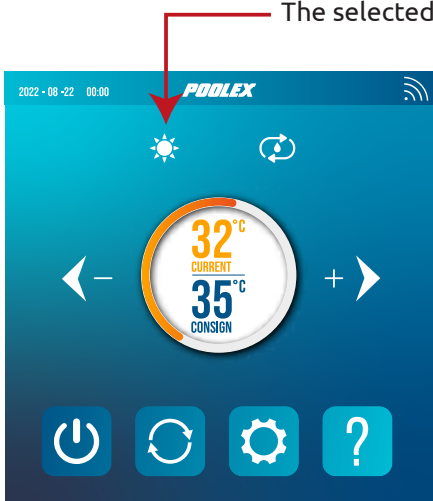 The selected
2022 - 08 -22 00:00 POOLEX
32°C
CURRENT
35°C
CONSIGN
− +
?